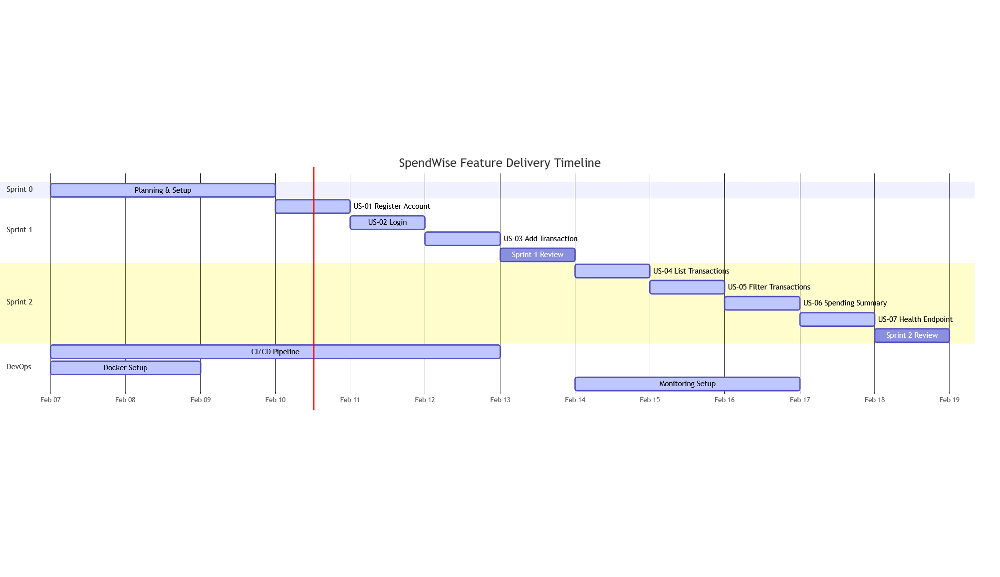 SpendWise Feature Delivery Timeline
Sprint 0
Planning & Setup
US-01 Register Account
US-02 Login
Sprint 1
US-03 Add Transaction
Sprint 1 Review
US-04 List Transactions
US-05 Filter Transactions
Sprint 2
US-06 Spending Summary
US-07 Health Endpoint
Sprint 2 Review
CI/CD Pipeline
DevOps
Docker Setup
Monitoring Setup
Feb 07 Feb 08 Feb 09 Feb 10 Feb 11 Feb 12 Feb 13 Feb 14 Feb 15 Feb 16 Feb 17 Feb 18 Feb 19